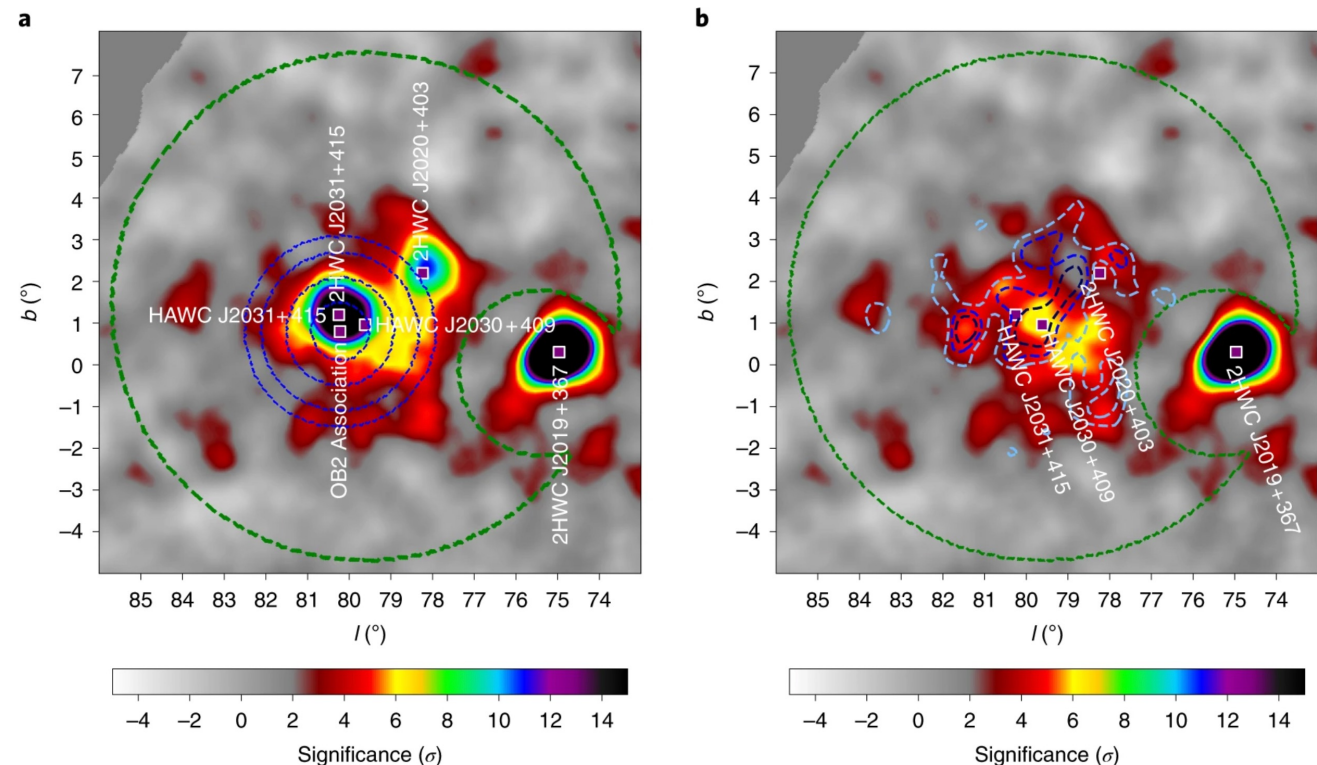 a
b
7
6
5
4
3
2
1
0
−1
−2
−3
−4
b (°)
2HWC J2031+415
2HWC J2020+403
HAWC J2031+415
HAWC J2030+409
OB2 Association
2HWC J2019+367
85 84 83 82 81 80 79 78 77 76 75 74
l (°)
−4 −2 0 2 4 6 8 10 12 14
Significance (σ)
7
6
5
4
3
2
1
0
−1
−2
−3
−4
b (°)
2HWC J2020+403
HAWC J2031+415
HAWC J2030+409
2HWC J2019+367
85 84 83 82 81 80 79 78 77 76 75 74
l (°)
−4 −2 0 2 4 6 8 10 12 14
Significance (σ)